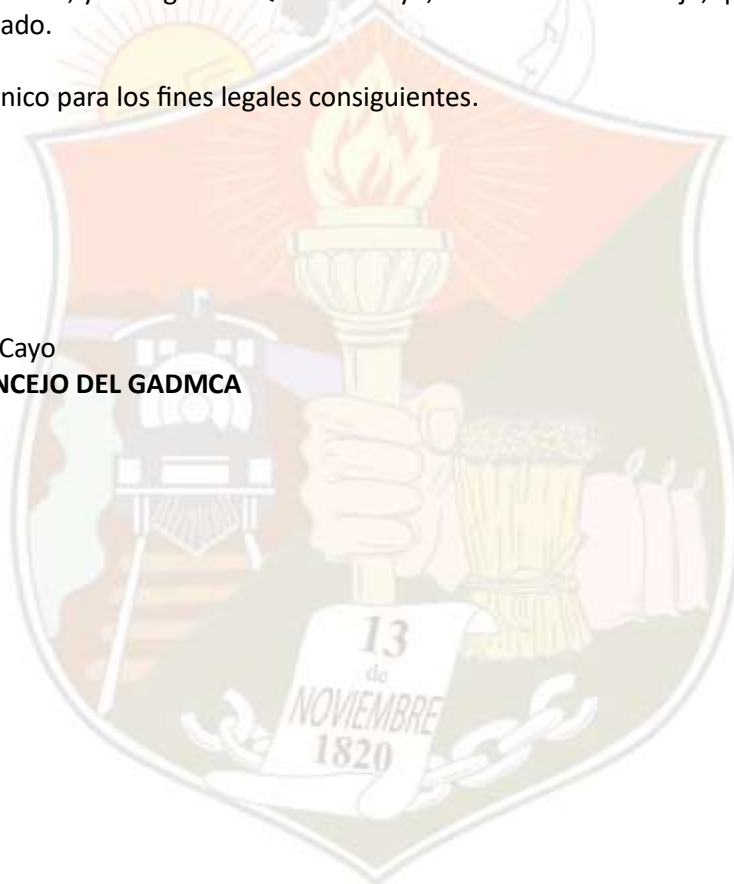 ado.
nico para los fines legales consiguientes.
Cayo
NCEJO DEL GADMCA
13
de
NOVIEMBRE
1820